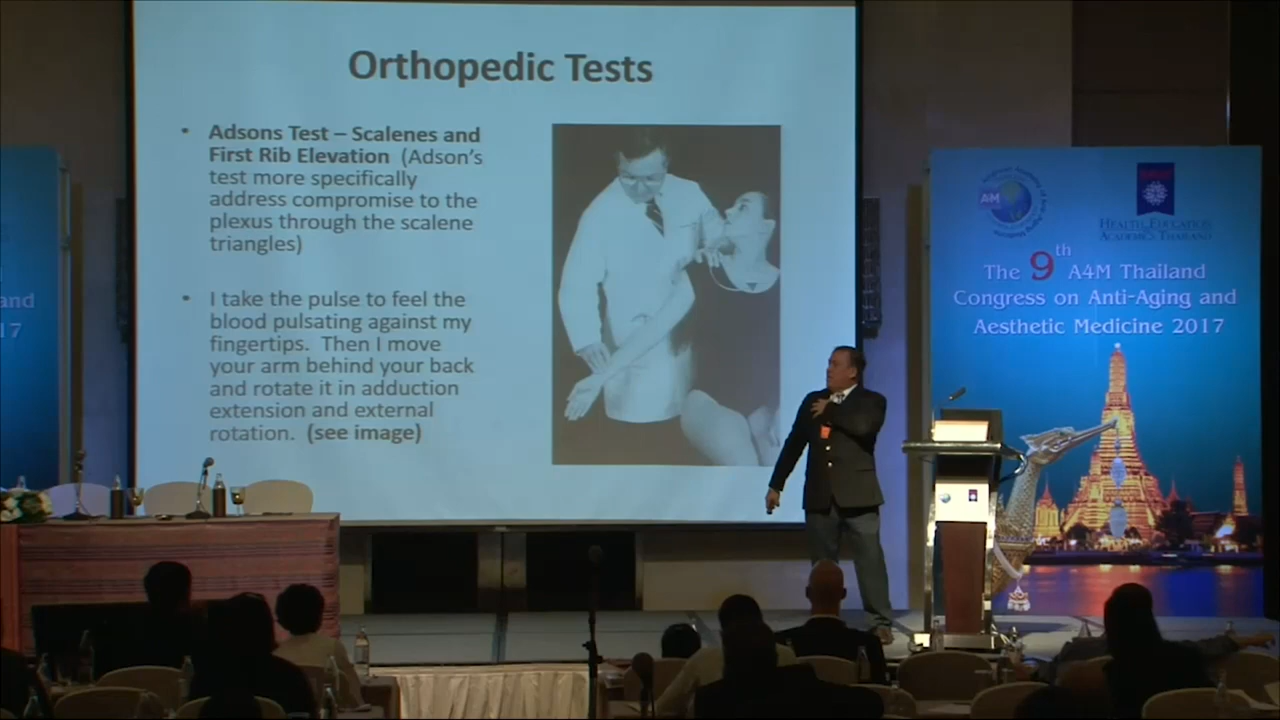 Orthopedic Tests
• Adsons Test – Scalenes and
First Rib Elevation (Adson's
test more specifically
address compromise to the
plexus through the scalene
triangles)
• I take the pulse to feel the
blood pulsating against my
fingertips. Then I move
your arm behind your back
and rotate it in adduction
extension and external
rotation. (see image)
and
17
HEALTH EDUCATION
ACADEMICS THAILAND
The 9th A4M Thailand
Congress on Anti-Aging and
Aesthetic Medicine 2017